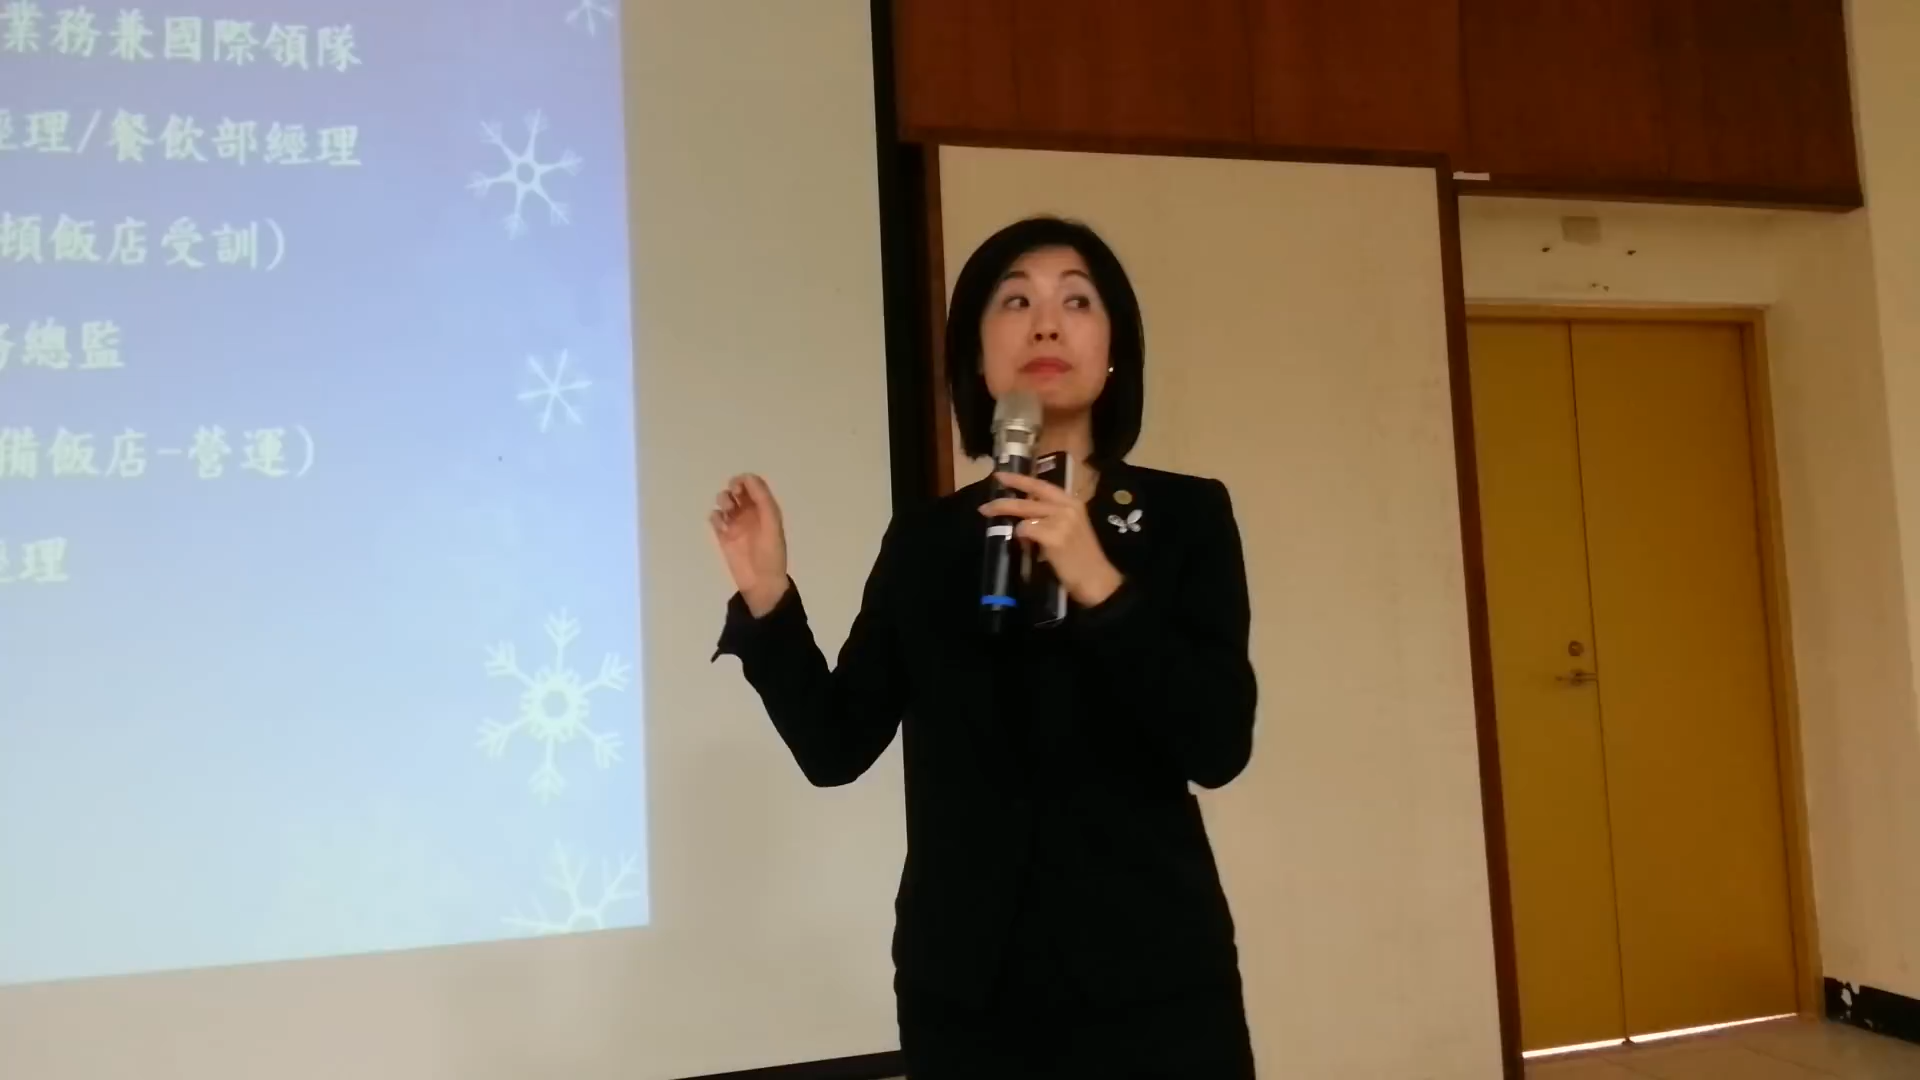 業務兼國際領隊
經理/餐飲部經理
頓飯店受訓)
務總監
備飯店-營運)
經理